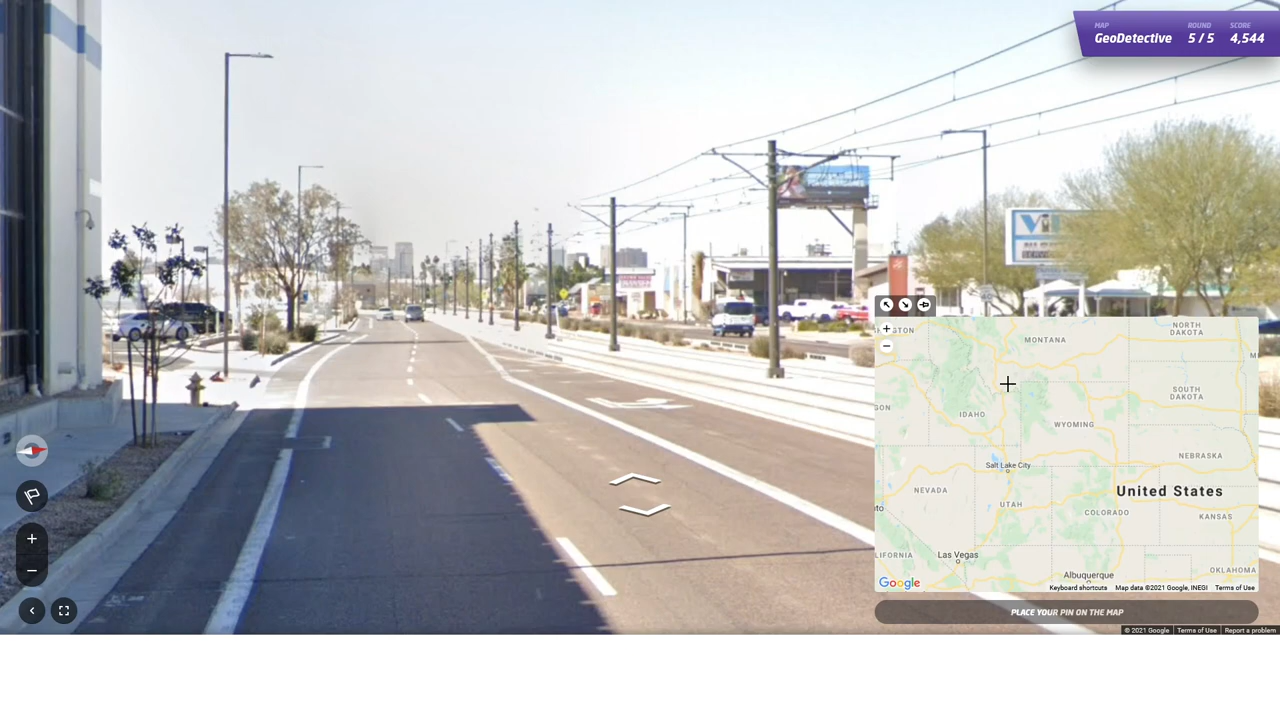 MAP
GeoDetective
ROUND
5 / 5
SCORE
4,544
NORTH
DAKOTA
MONTANA
SOUTH
DAKOTA
IDAHO
WYOMING
NEBRASKA
Salt Lake City
NEVADA
United States
UTAH
COLORADO
KANSAS
Las Vegas
Albuquerque
OKLAHOMA
Google
Keyboard shortcuts
Map data ©2021 Google, INEGI
Terms of Use
PLACE YOUR PIN ON THE MAP
© 2021 Google
Terms of Use
Report a problem